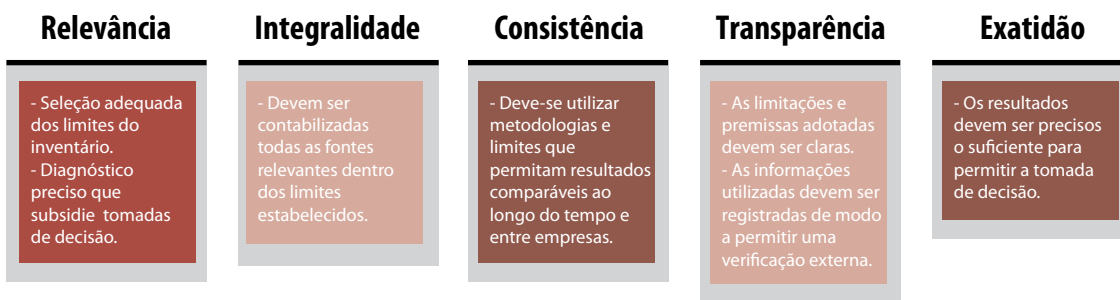 Relevância
- Seleção adequada
dos limites do
inventário.
- Diagnóstico
preciso que
subsidie tomadas
de decisão.
Integralidade
- Devem ser
contabilizadas
todas as fontes
relevantes dentro
dos limites
estabelecidos.
Consistência
- Deve-se utilizar
metodologias e
limites que
permitam resultados
comparáveis ao
longo do tempo e
entre empresas.
Transparência
- As limitações e
premissas adotadas
devem ser claras.
- As informações
utilizadas devem ser
registradas de modo
a permitir uma
verificação externa.
Exatidão
- Os resultados
devem ser precisos
o suficiente para
permitir a tomada
de decisão.